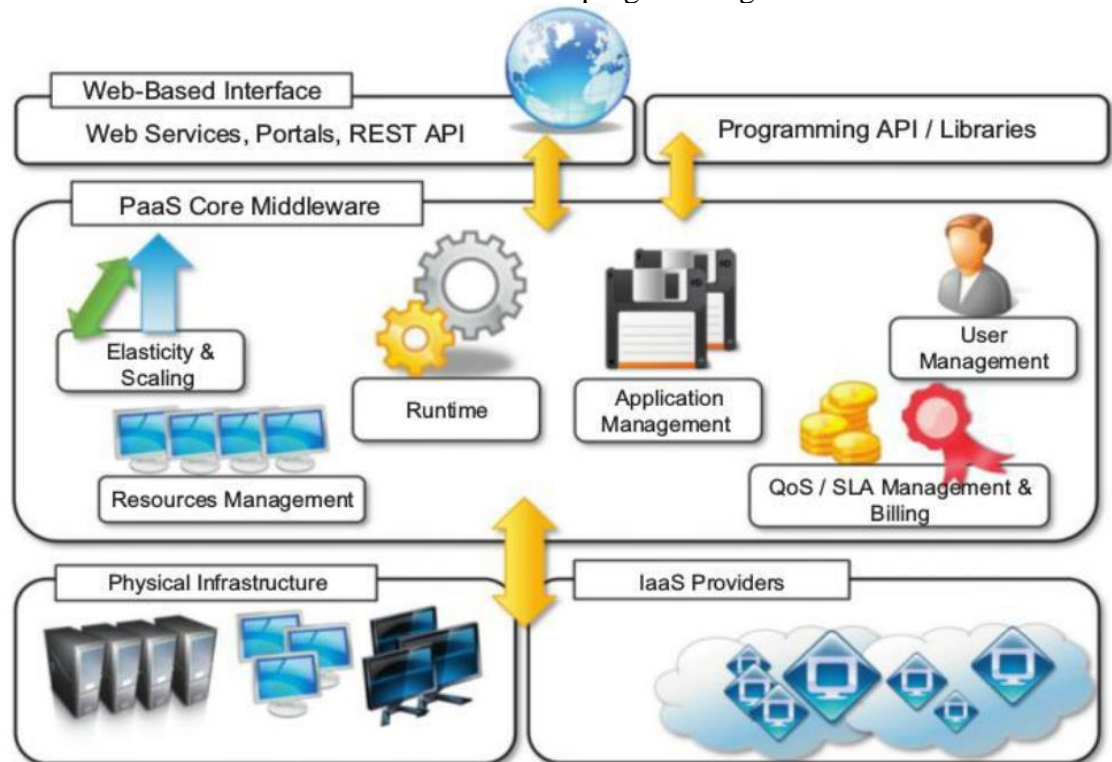 Web-Based Interface
Web Services, Portals, REST API
Programming API / Libraries
PaaS Core Middleware
Elasticity &
Scaling
Runtime
Application
Management
User
Management
Resources Management
QoS / SLA Management &
Billing
Physical Infrastructure
IaaS Providers